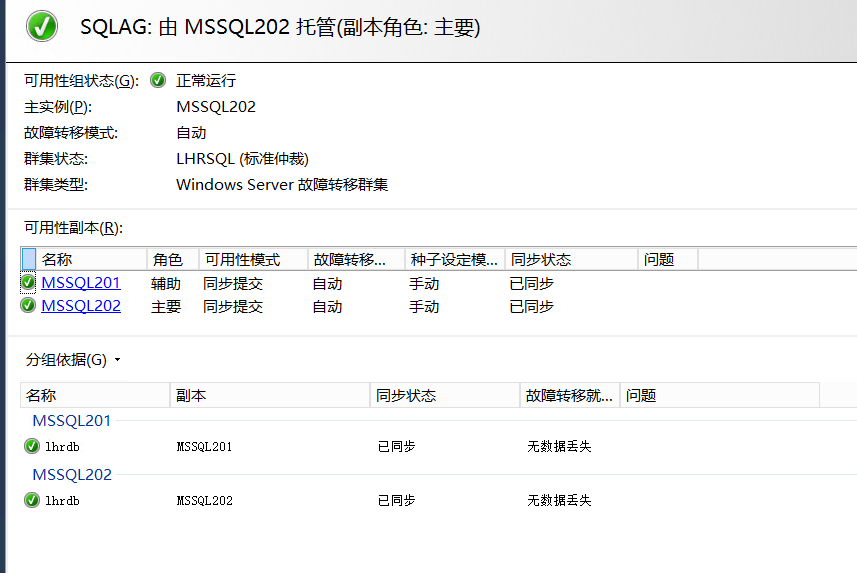 SQLAG: 由 MSSQL202 托管(副本角色: 主要)
可用性组状态(G): 正常运行
主实例(P): MSSQL202
故障转移模式: 自动
群集状态: LHRSQL (标准仲裁)
群集类型: Windows Server 故障转移群集
可用性副本(R):
名称 角色 可用性模式 故障转移... 种子设定模... 同步状态 问题
MSSQL201 辅助 同步提交 自动 手动 已同步
MSSQL202 主要 同步提交 自动 手动 已同步
分组依据(G)
名称 副本 同步状态 故障转移就... 问题
MSSQL201
lhrdb MSSQL201 已同步 无数据丢失
MSSQL202
lhrdb MSSQL202 已同步 无数据丢失